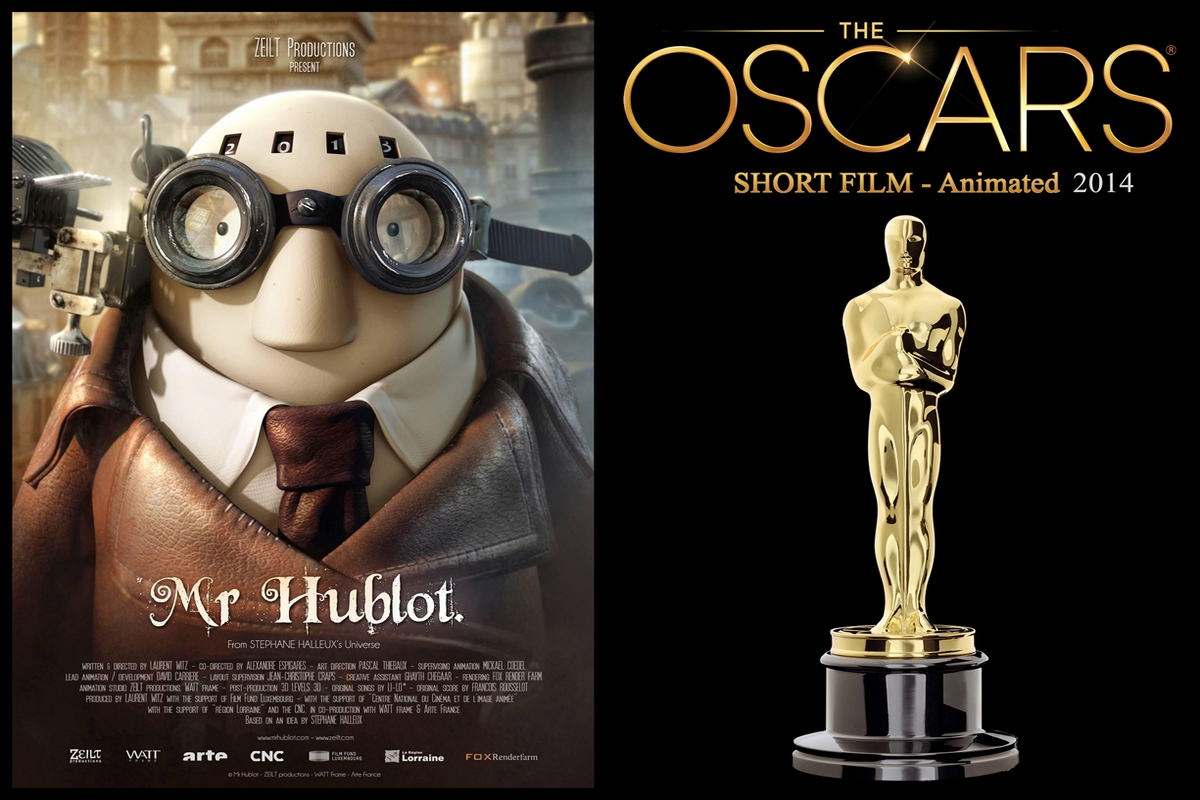 ZEILT PRODUCTIONS
PRESENT
2 0 1 3
Mr Hublot.
From STEPHANE HALLEUX's Universe
WRITTEN & DIRECTED BY LAURENT WITZ - CO-DIRECTED BY ALEXANDRE ESPIGARES - ART DIRECTION PASCAL THIEBAUX - SUPERVISING ANIMATION MICKAEL COEDEL
LEAD ANIMATION / DEVELOPMENT DAVID CARRIERE - LAYOUT SUPERVISION JEAN-CHRISTOPHE CRAPS - CREATIVE ASSISTANT GHAYTH CHEGAAR - RENDERING FOX RENDER FARM
ANIMATION STUDIO ZEILT PRODUCTIONS, WATT FRAME - POST-PRODUCTION 3D LEVELS 3D - ORIGINAL SONGS BY LI-LO* - ORIGINAL SCORE BY FRANÇOIS ROUSSELOT
PRODUCED BY LAURENT WITZ WITH THE SUPPORT OF FILM FUND LUXEMBOURG - WITH THE SUPPORT OF "CENTRE NATIONAL DU CINÉMA ET DE L'IMAGE ANIMÉE"
WITH THE SUPPORT OF "RÉGION LORRAINE" AND THE CNC, IN CO-PRODUCTION WITH WATT FRAME & ARTE FRANCE
BASED ON AN IDEA BY STEPHANE HALLEUX
www.mrhublot.com - www.zeilt.com
ZEILT productions WATT FRAME arte CNC FILM FUND LUXEMBOURG La Région Lorraine FOXRenderfarm
© Mr Hublot - ZEILT productions - WATT Frame - Arte France
THE
OSCARS®
SHORT FILM - Animated 2014